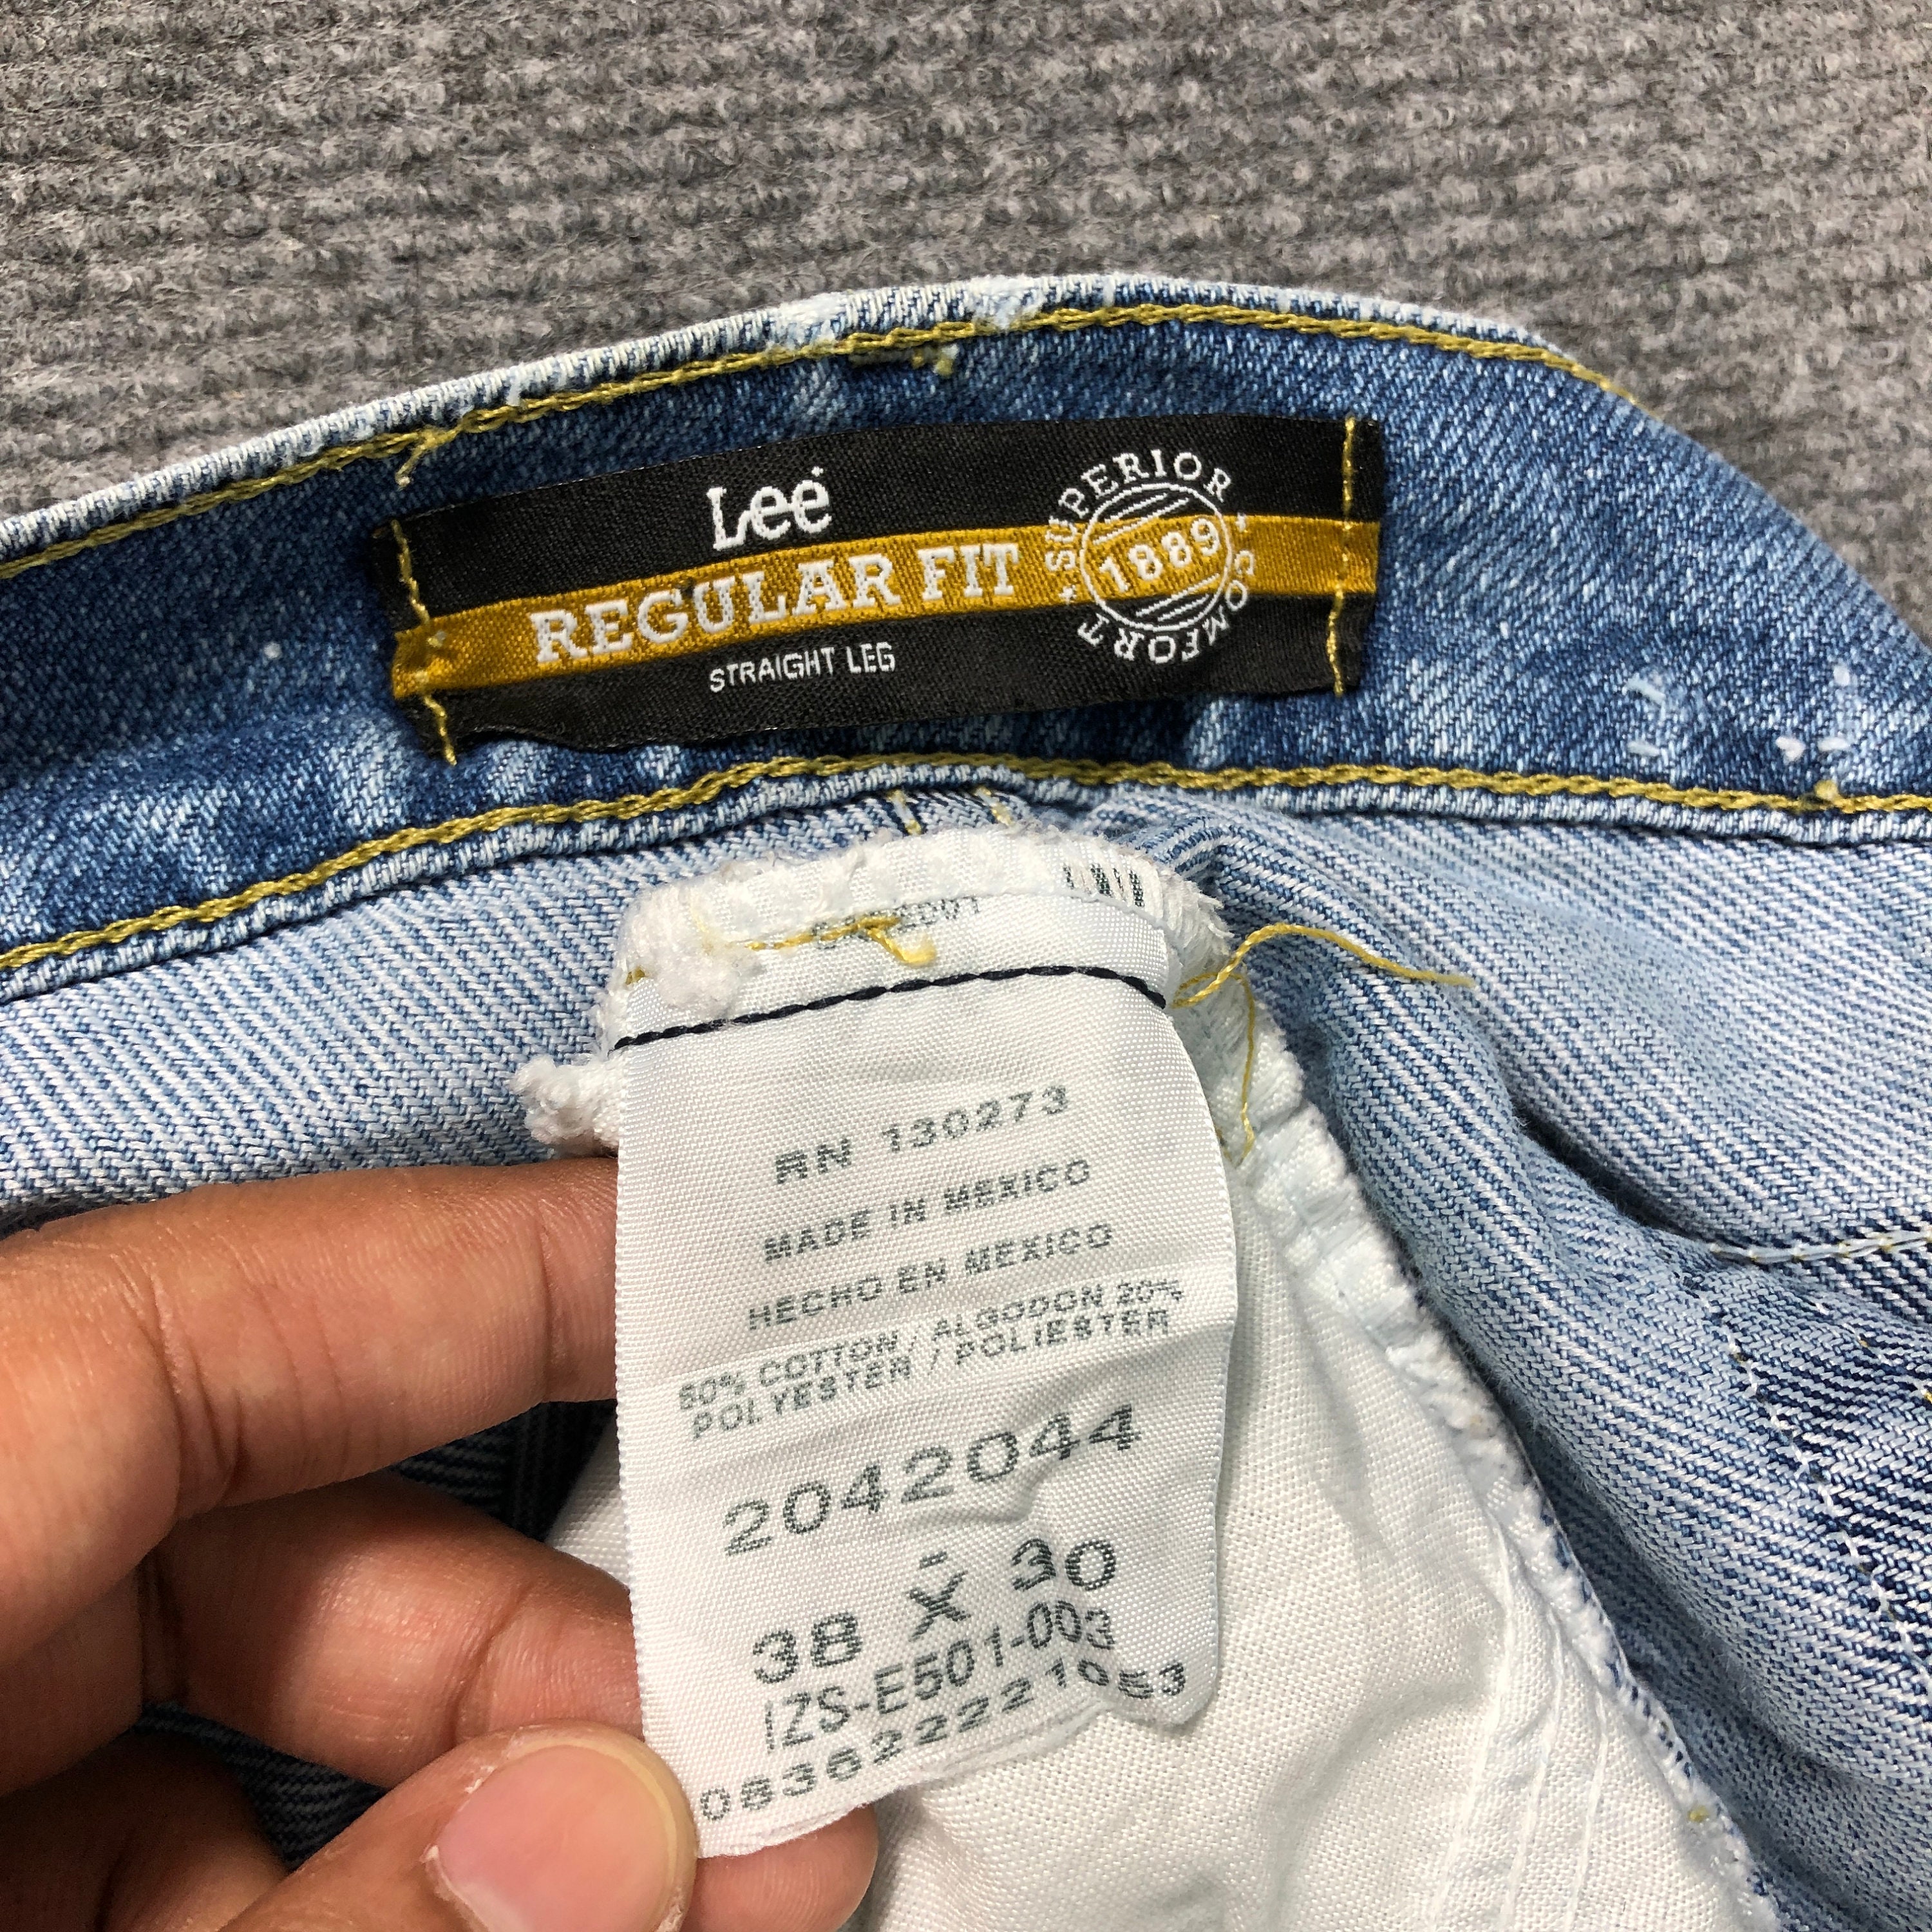 Lee
REGULAR FIT
STRAIGHT LEG
SUPERIOR COMFORT
1889
RN 130273
MADE IN MEXICO
HECHO EN MEXICO
80% COTTON / ALGODON 20%
POLYESTER / POLIESTER
2042044
38 X 30
IZS-E501-003
083622221053